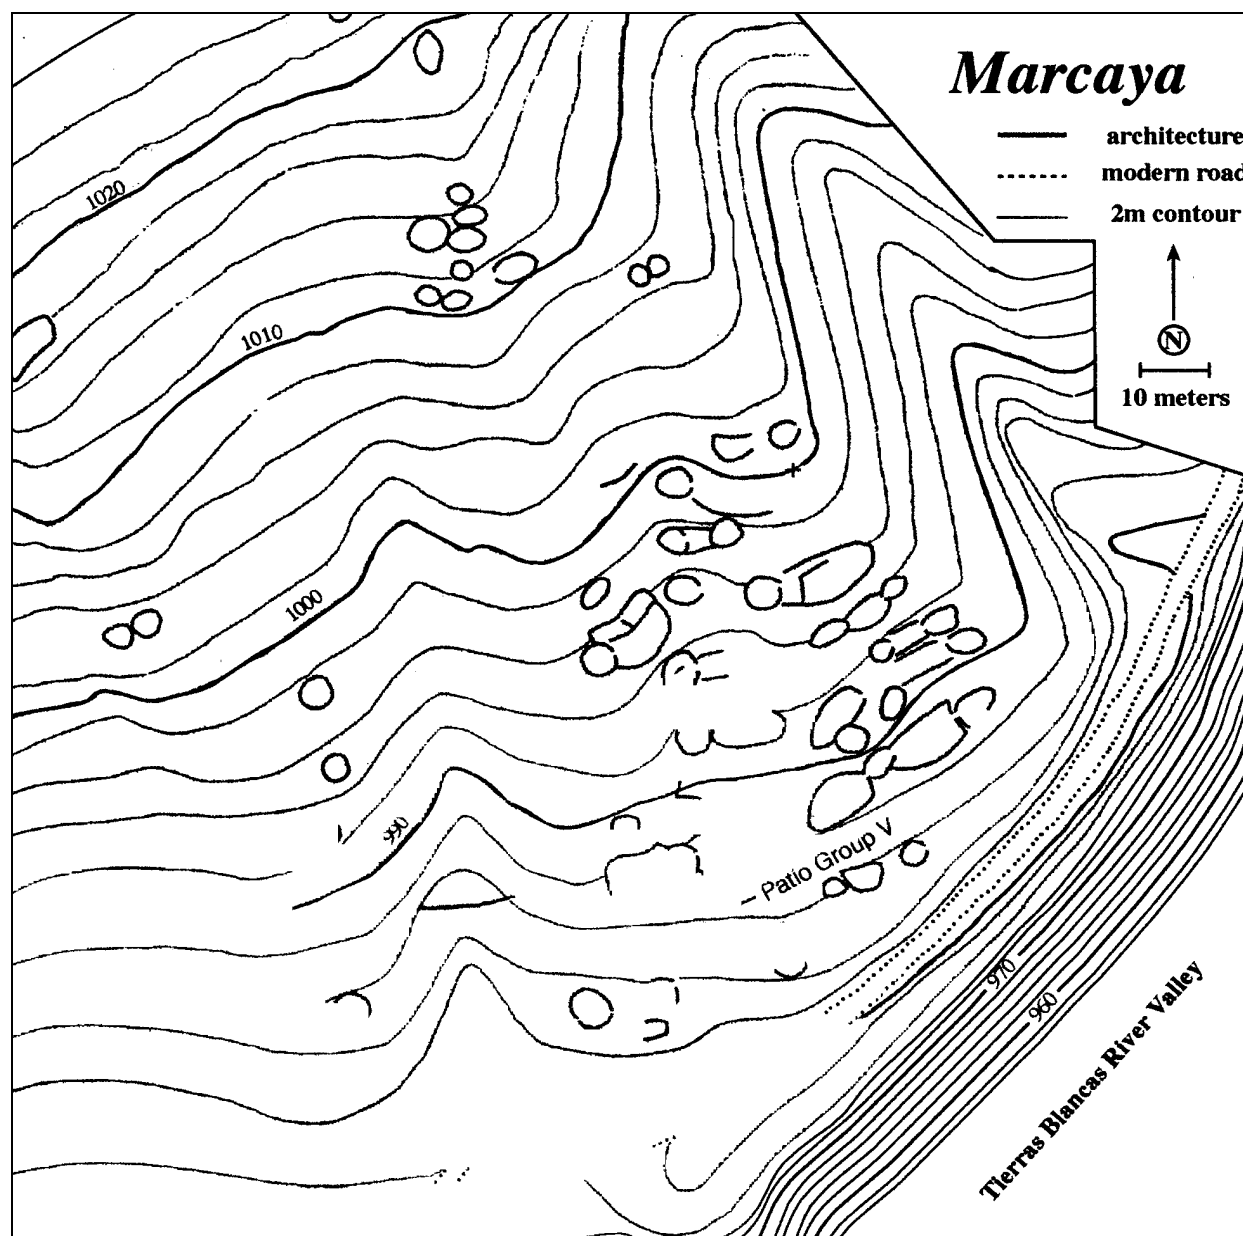 Marcaya
architecture
modern road
2m contour
N
10 meters
1020
1010
1000
990
Patio Group V
970
960
Tierras Blancas River Valley